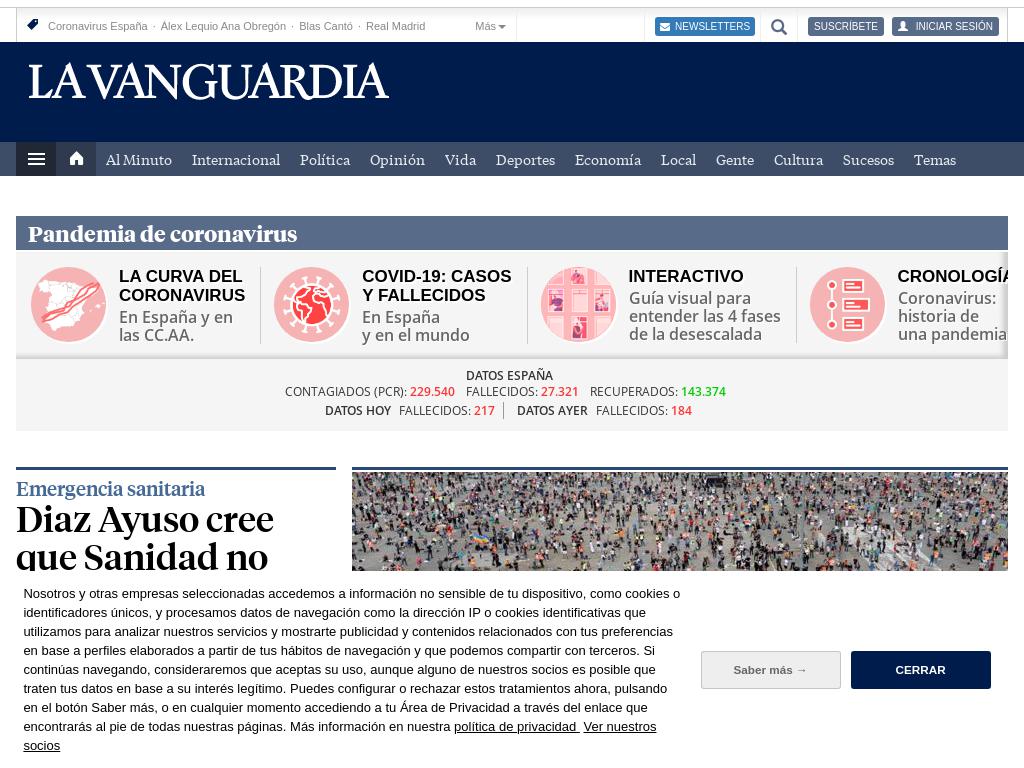 Coronavirus España · Álex Lequio Ana Obregón · Blas Cantó · Real Madrid Más NEWSLETTERS SUSCRÍBETE INICIAR SESIÓN
LA VANGUARDIA
Al Minuto Internacional Política Opinión Vida Deportes Economía Local Gente Cultura Sucesos Temas
Pandemia de coronavirus
LA CURVA DEL
CORONAVIRUS
En España y en
las CC.AA.
COVID-19: CASOS
Y FALLECIDOS
En España
y en el mundo
INTERACTIVO
Guía visual para
entender las 4 fases
de la desescalada
CRONOLOGÍA
Coronavirus:
historia de
una pandemia
DATOS ESPAÑA
CONTAGIADOS (PCR): 229.540 FALLECIDOS: 27.321 RECUPERADOS: 143.374
DATOS HOY FALLECIDOS: 217 DATOS AYER FALLECIDOS: 184
Emergencia sanitaria
Diaz Ayuso cree
que Sanidad no
Nosotros y otras empresas seleccionadas accedemos a información no sensible de tu dispositivo, como cookies o
identificadores únicos, y procesamos datos de navegación como la dirección IP o cookies identificativas que
utilizamos para analizar nuestros servicios y mostrarte publicidad y contenidos relacionados con tus preferencias
en base a perfiles elaborados a partir de tus hábitos de navegación y que podemos compartir con terceros. Si
continúas navegando, consideraremos que aceptas su uso, aunque alguno de nuestros socios es posible que
traten tus datos en base a su interés legítimo. Puedes configurar o rechazar estos tratamientos ahora, pulsando
en el botón Saber más, o en cualquier momento accediendo a tu Área de Privacidad a través del enlace que
encontrarás al pie de todas nuestras páginas. Más información en nuestra política de privacidad Ver nuestros
socios
Saber más →
CERRAR